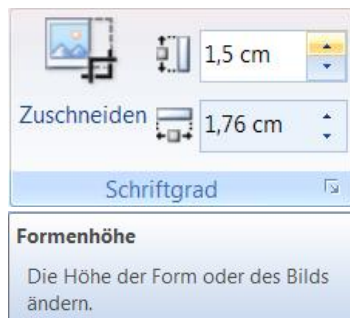 1,5 cm
Zuschneiden
1,76 cm
Schriftgrad
Formenhöhe
Die Höhe der Form oder des Bilds
ändern.